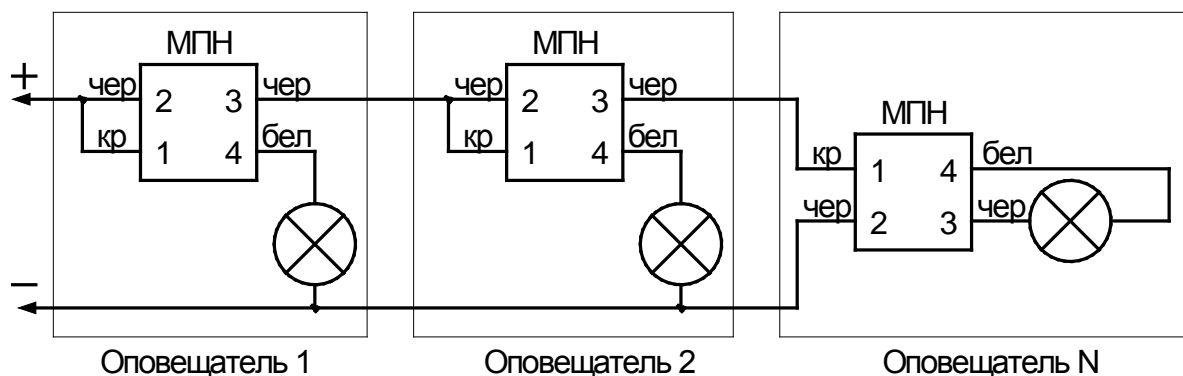 МПН МПН
+ чер 2 3 чер чер 2 3 чер МПН
кр 1 4 бел кр 1 4 бел кр 1 4 бел
чер 2 3 чер
–
Оповещатель 1 Оповещатель 2 Оповещатель N